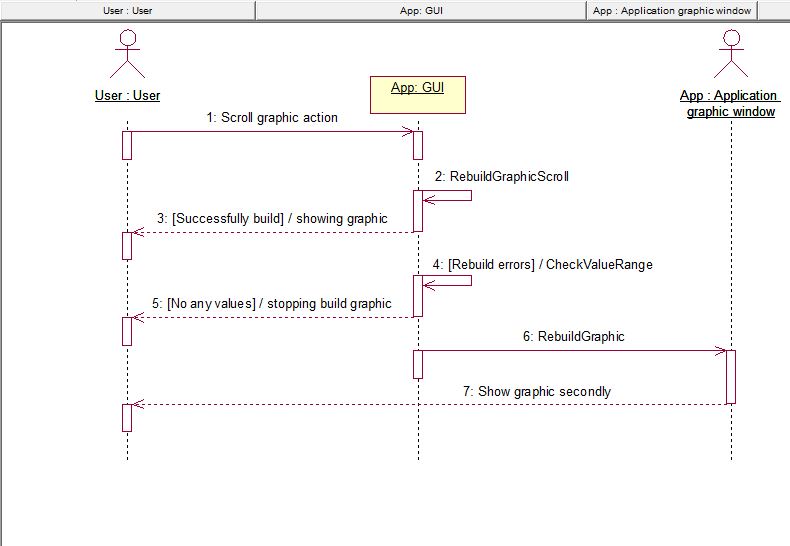 User : User
App: GUI
App : Application graphic window
User : User
App: GUI
App : Application
graphic window
1: Scroll graphic action
2: RebuildGraphicScroll
3: [Successfully build] / showing graphic
4: [Rebuild errors] / CheckValueRange
5: [No any values] / stopping build graphic
6: RebuildGraphic
7: Show graphic secondly